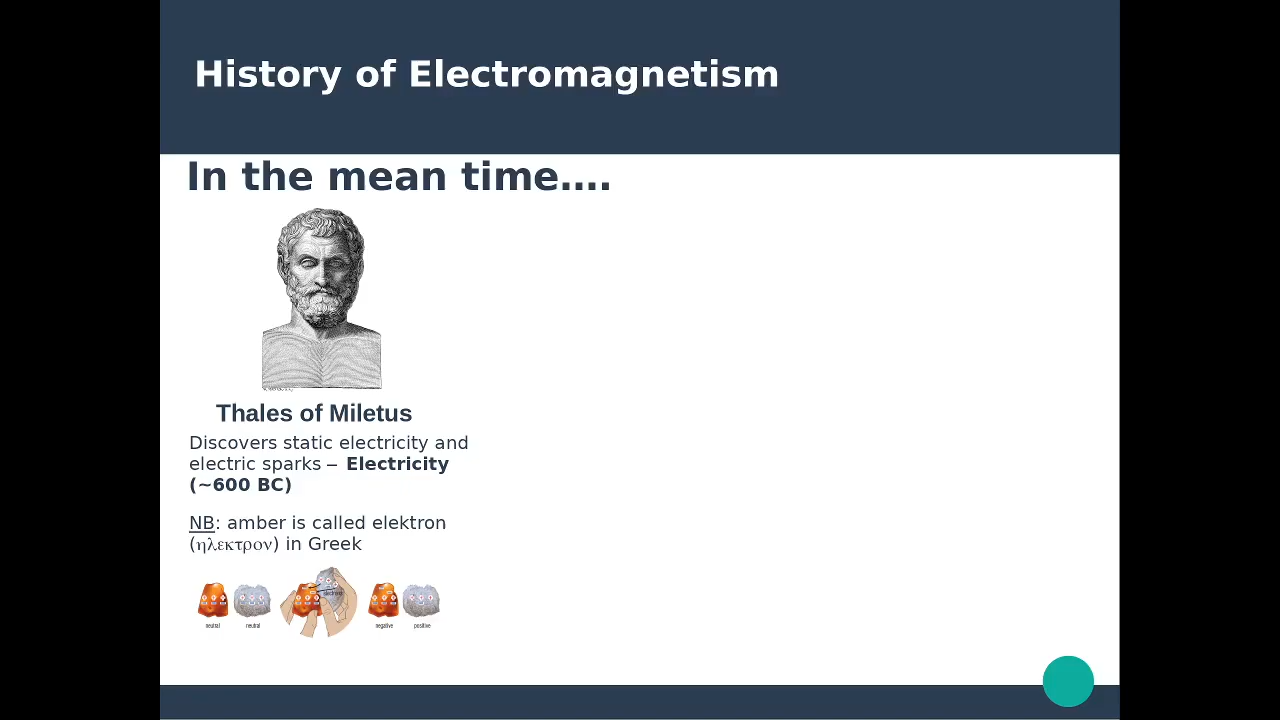 History of Electromagnetism
In the mean time....
Thales of Miletus
Discovers static electricity and
electric sparks – Electricity
(~600 BC)
NB: amber is called elektron
(ηλεκτρον) in Greek
neutral neutral negative positive